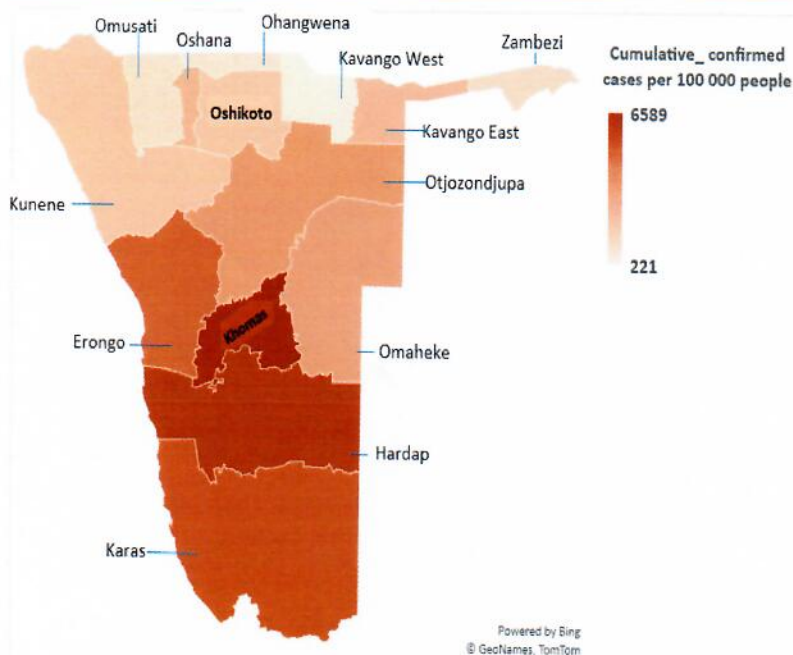 Omusati
Ohangwena
Oshana
Kavango West
Zambezi
Cumulative_ confirmed
cases per 100 000 people
6589
Oshikoto
Kavango East
Otjozondjupa
Kunene
221
Khomas
Erongo
Omaheke
Hardap
Karas
Powered by Bing
© GeoNames, TomTom